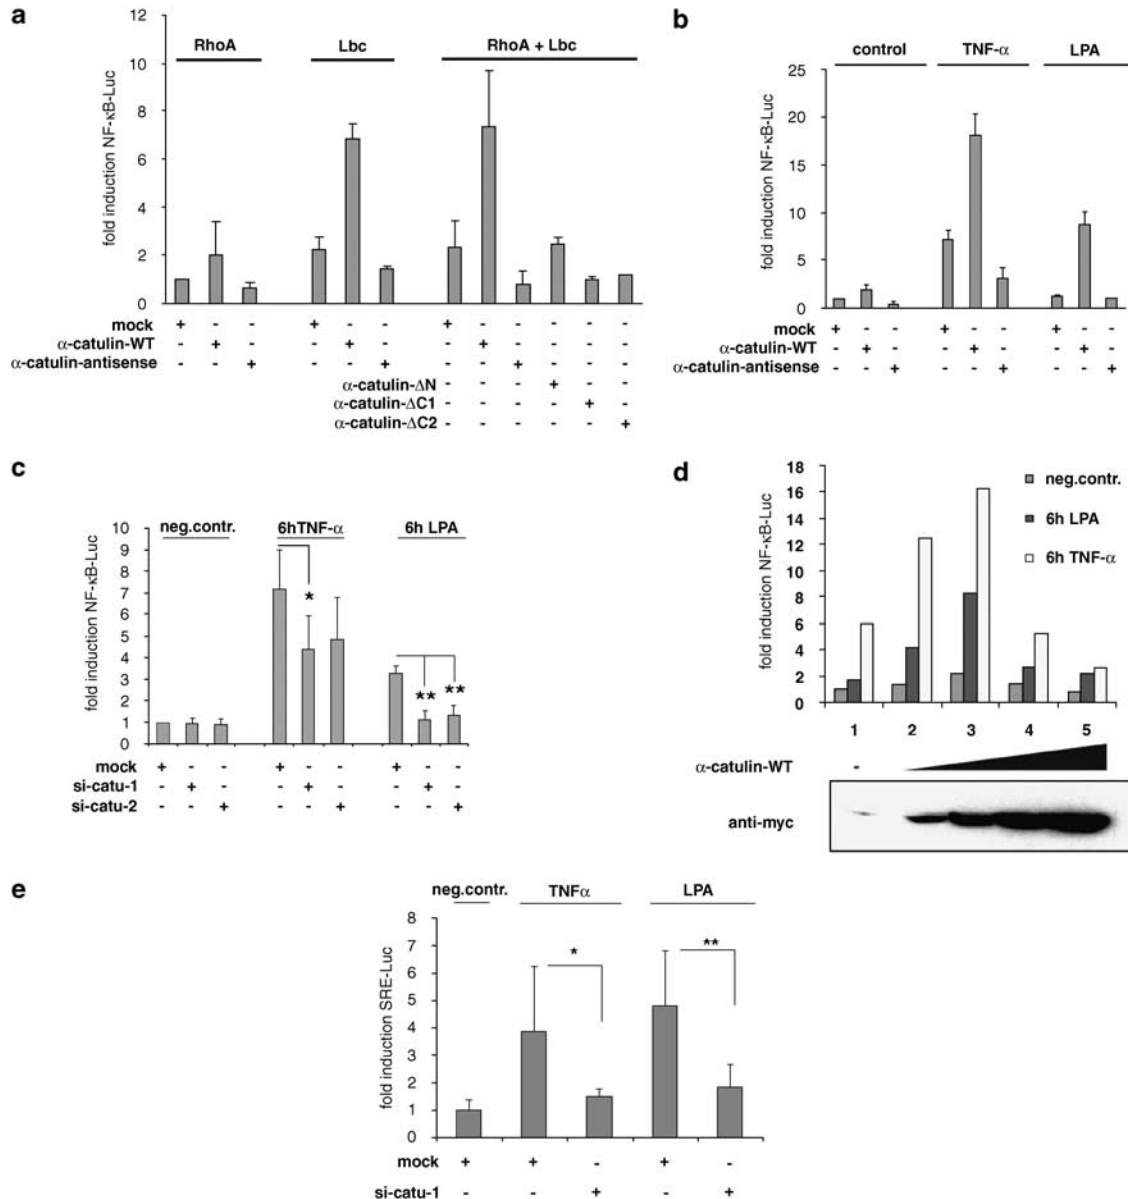 a
RhoA
Lbc
RhoA + Lbc
fold induction NF-κB-Luc
12
10
8
6
4
2
0
mock + - - + - - + - - - - -
α-catulin-WT - + - - + - - + - - - -
α-catulin-antisense - - + - - + - - + - - -
α-catulin-ΔN - - - + - -
α-catulin-ΔC1 - - - - + -
α-catulin-ΔC2 - - - - - +
b
control
TNF-α
LPA
fold induction NF-κB-Luc
25
20
15
10
5
0
mock + - - + - - + - -
α-catulin-WT - + - - + - - + -
α-catulin-antisense - - + - - + - - +
c
neg.contr.
6hTNF-α
6h LPA
fold induction NF-κB-Luc
10
9
8
7
6
5
4
3
2
1
0
*
**
**
mock + - - + - - + - -
si-catu-1 - + - - + - - + -
si-catu-2 - - + - - + - - +
d
fold induction NF-κB-Luc
18
16
14
12
10
8
6
4
2
0
neg.contr.
6h LPA
6h TNF-α
1 2 3 4 5
α-catulin-WT -
anti-myc
e
neg.contr.
TNFα
LPA
fold induction SRE-Luc
8
7
6
5
4
3
2
1
0
*
**
mock + + - + -
si-catu-1 - - + - +